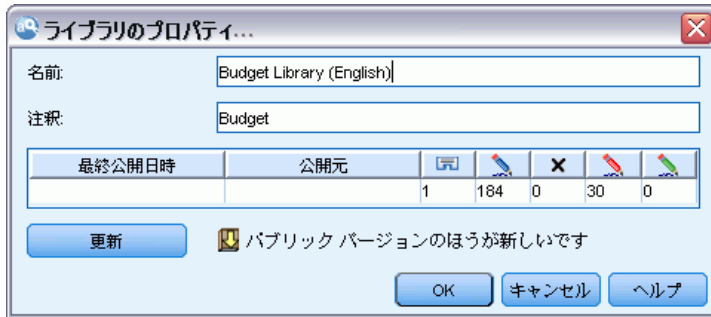 ライブラリのプロパティ...
名前: Budget Library (English)
注釈: Budget
最終公開日時 公開元
1 184 0 30 0
更新 パブリック バージョンのほうが新しいです
OK キャンセル ヘルプ